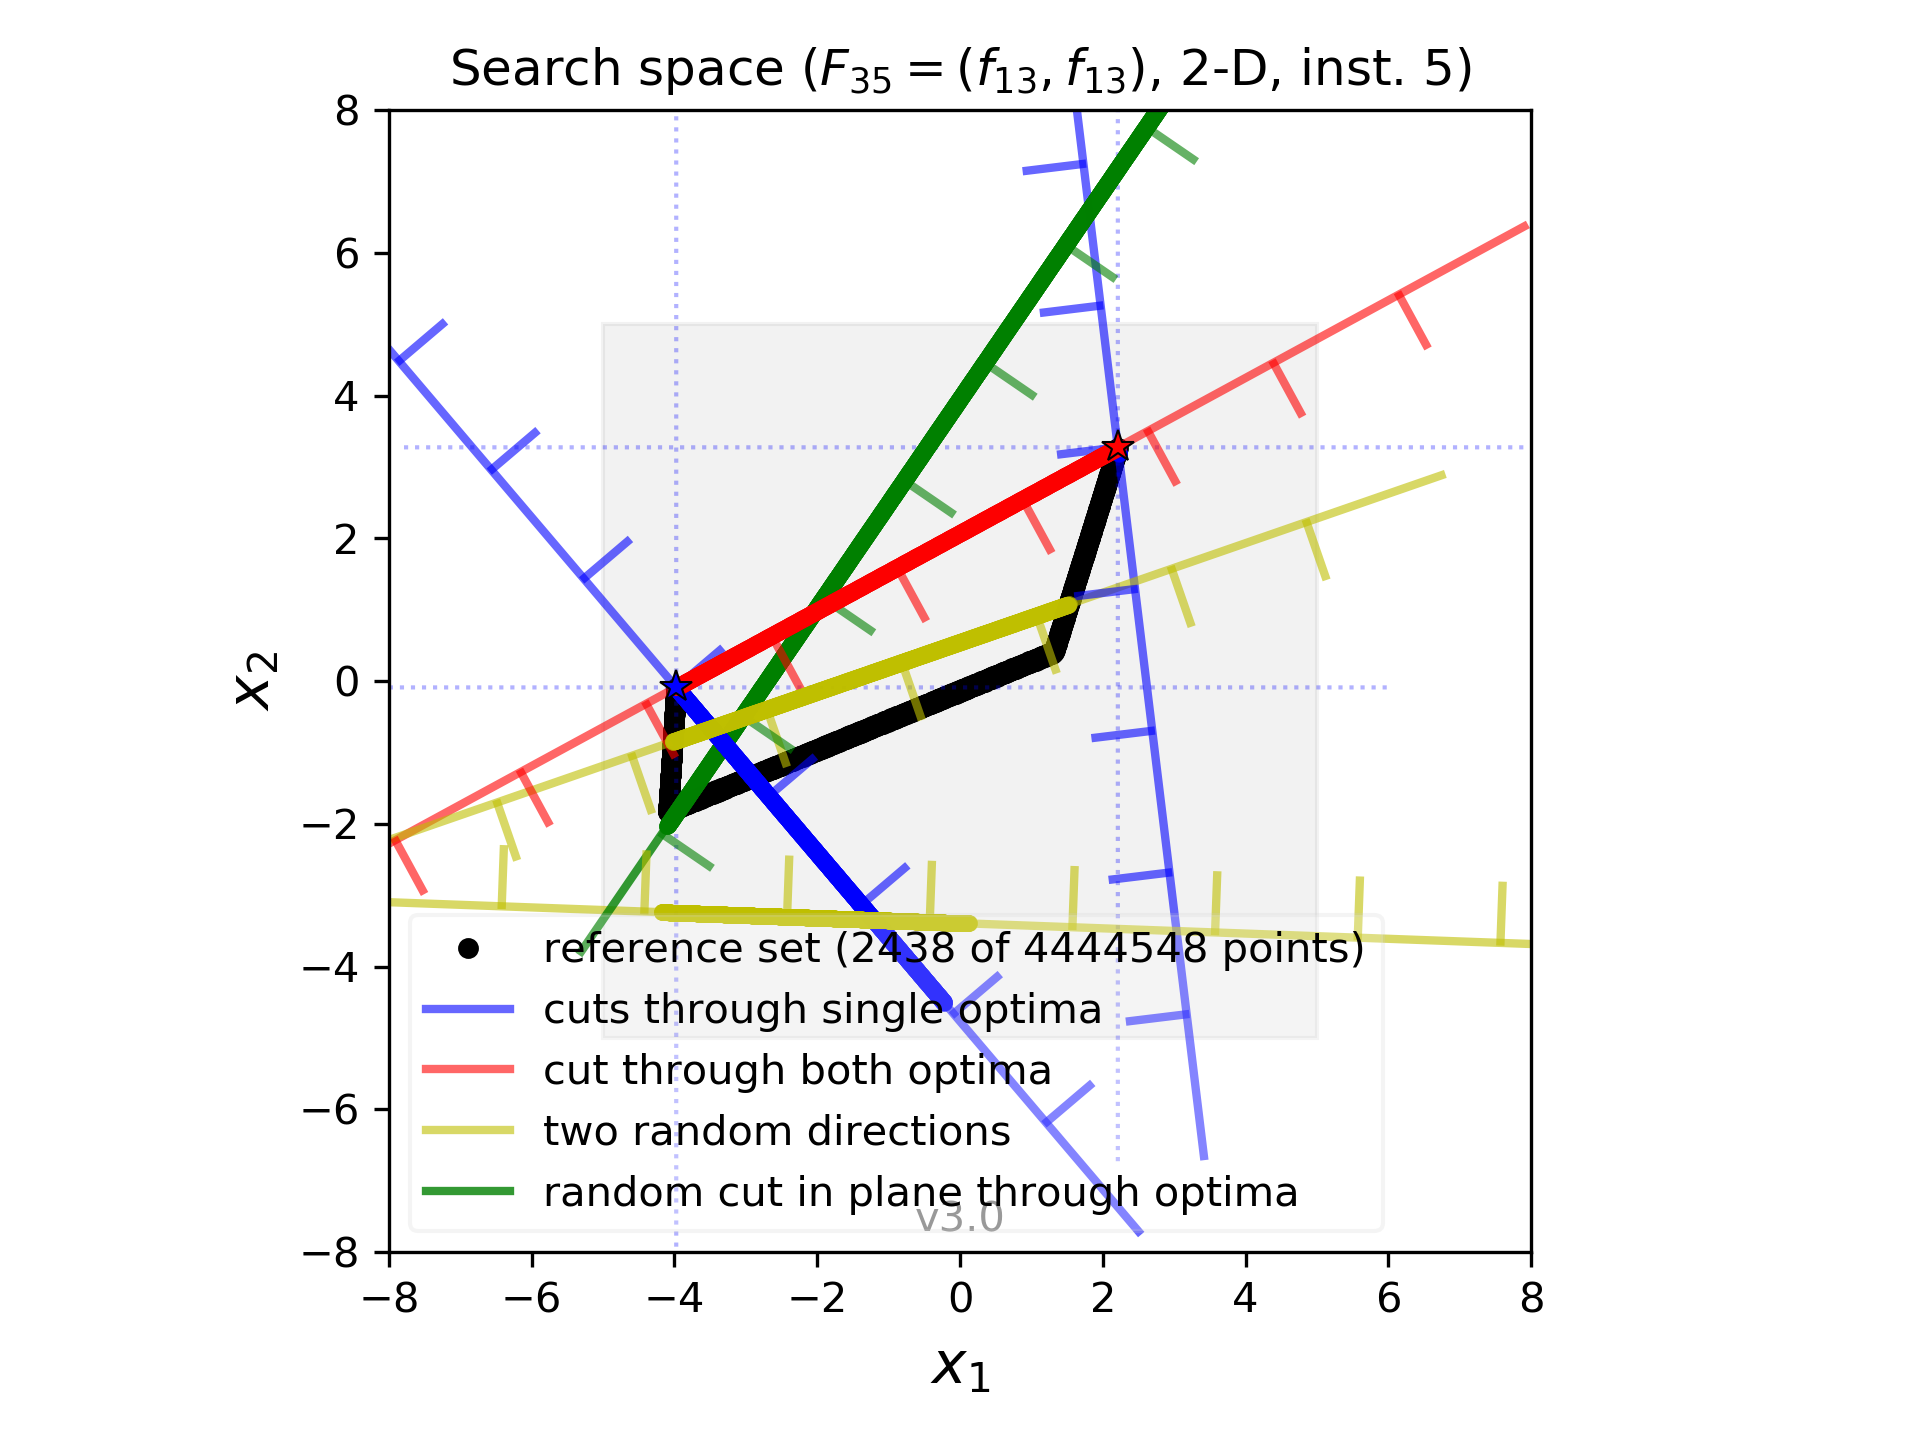 Search space (F35 = (f13, f13), 2-D, inst. 5)
8
6
4
2
0
−2
−4
−6
−8
x2
reference set (2438 of 4444548 points)
cuts through single optima
cut through both optima
two random directions
random cut in plane through optima
v3.0
−8 −6 −4 −2 0 2 4 6 8
x1